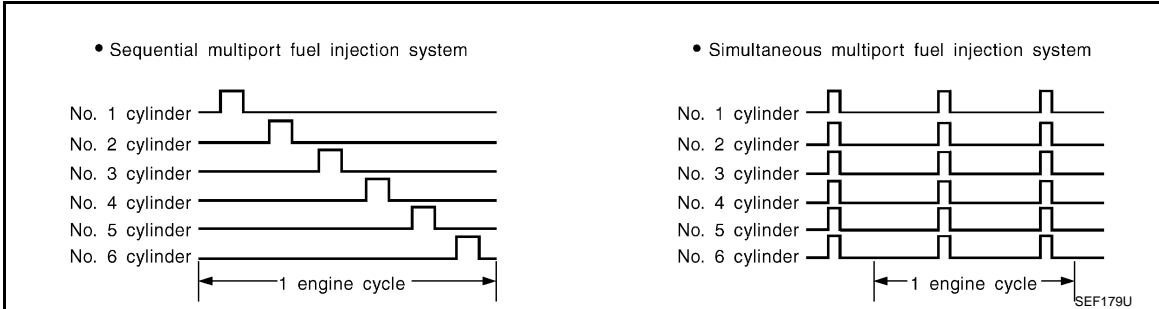 • Sequential multiport fuel injection system
No. 1 cylinder
No. 2 cylinder
No. 3 cylinder
No. 4 cylinder
No. 5 cylinder
No. 6 cylinder
1 engine cycle
• Simultaneous multiport fuel injection system
No. 1 cylinder
No. 2 cylinder
No. 3 cylinder
No. 4 cylinder
No. 5 cylinder
No. 6 cylinder
1 engine cycle
SEF179U